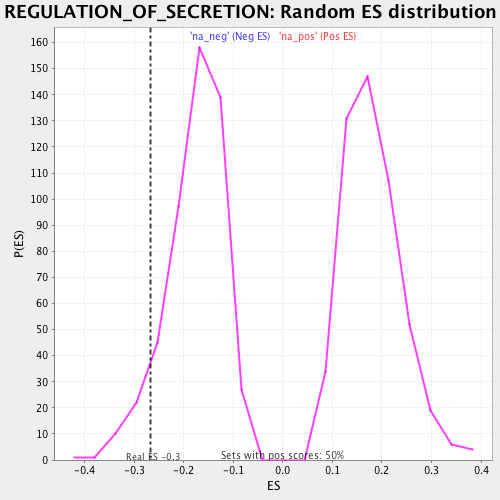 REGULATION_OF_SECRETION: Random ES distribution
'na_neg' (Neg ES) 'na_pos' (Pos ES)
160
150
140
130
120
110
100
90
80
70
60
50
40
30
20
10
0
P(ES)
Real ES -0.3
Sets with pos scores: 50%
-0.4 -0.3 -0.2 -0.1 0.0 0.1 0.2 0.3 0.4
ES